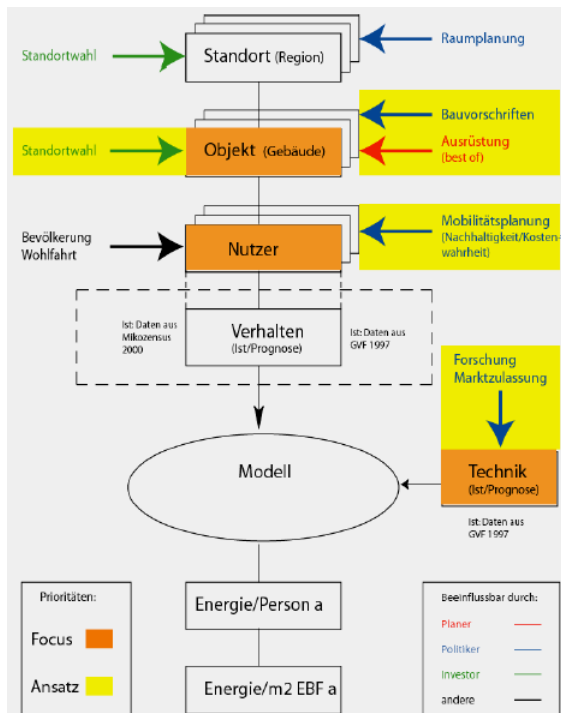 Standortwahl
Standort (Region)
Raumplanung
Bauvorschriften
Standortwahl
Objekt (Gebäude)
Ausrüstung
(best of)
Bevölkerung
Wohlfahrt
Nutzer
Mobilitätsplanung
(Nachhaltigkeit/Kosten-
wahrheit)
Ist: Daten aus
Mikozensus
2000
Verhalten
(Ist/Prognose)
Ist: Daten aus
GVF 1997
Forschung
Marktzulassung
Modell
Technik
(Ist/Prognose)
Ist: Daten aus
GVF 1997
Prioritäten:
Focus
Ansatz
Energie/Person a
Energie/m2 EBF a
Beeinflussbar durch:
Planer
Politiker
Investor
andere